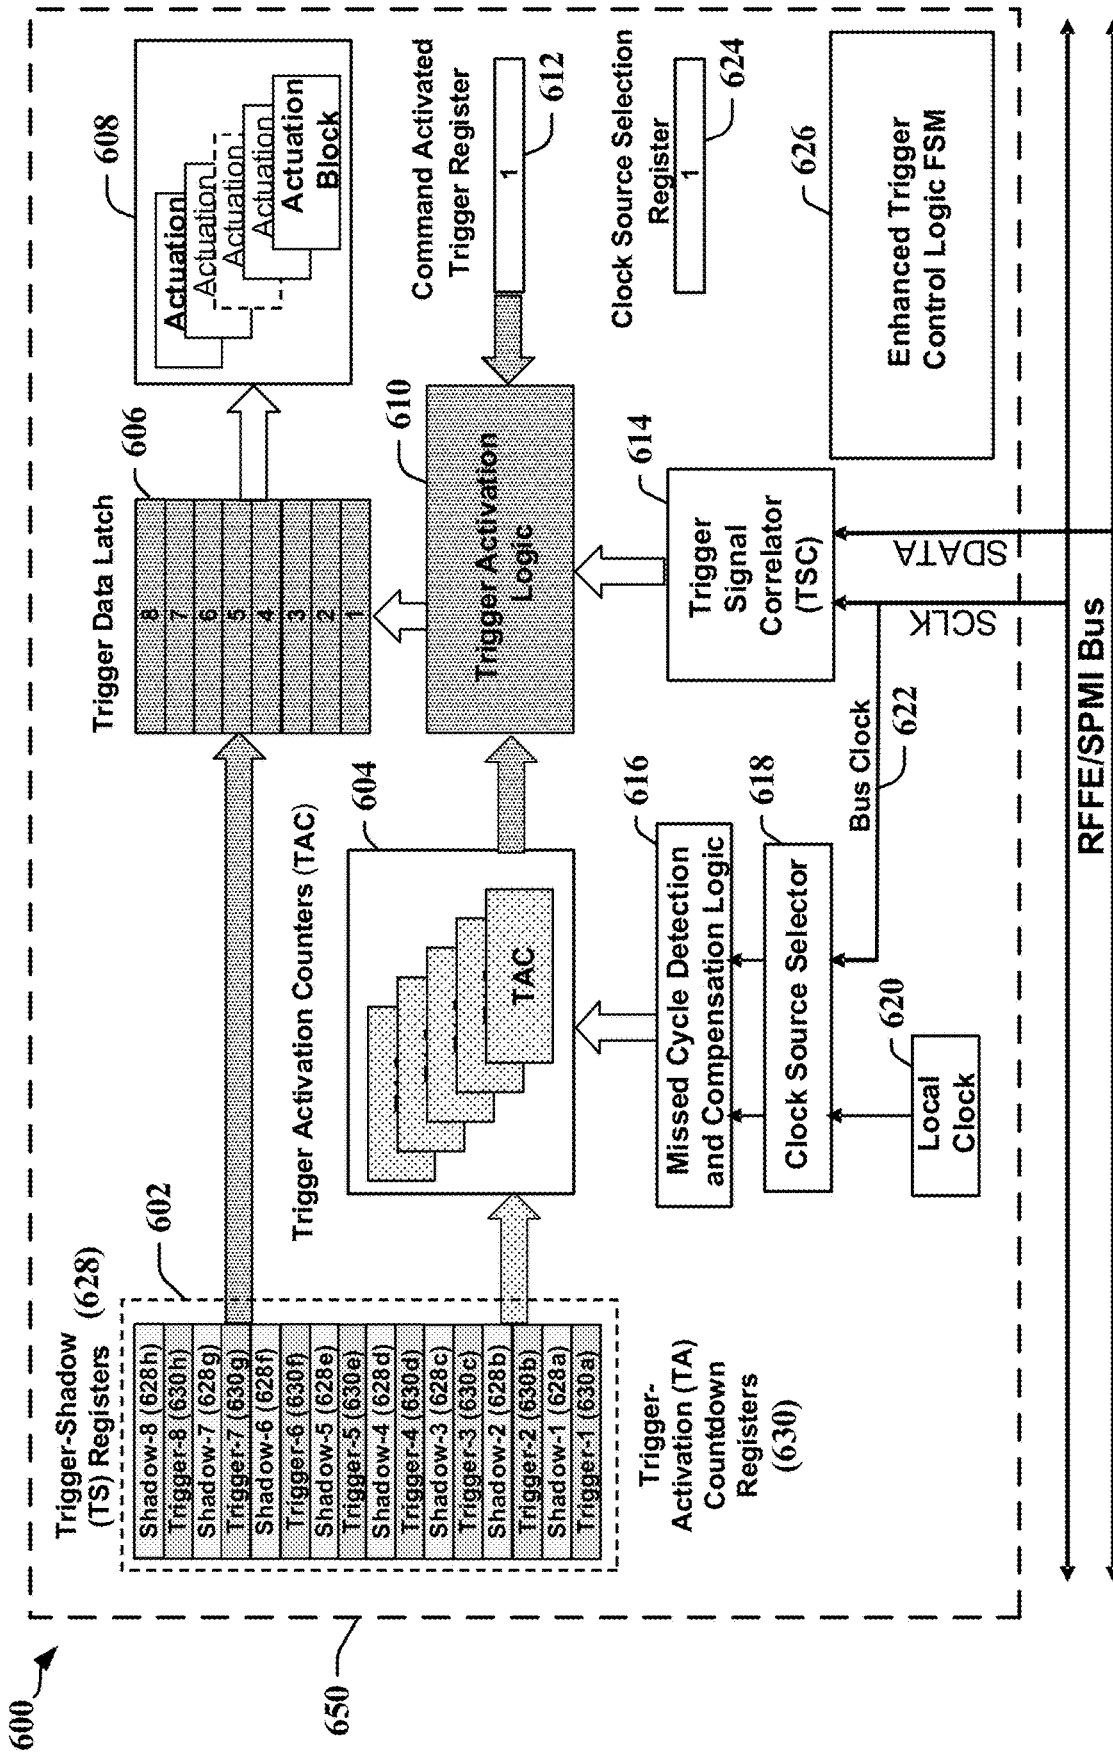 600
650
Trigger-Shadow
(TS) Registers
(628)
602
Shadow-8 (628h)
Trigger-8 (630h)
Shadow-7 (628g)
Trigger-7 (630g)
Shadow-6 (628f)
Trigger-6 (630f)
Shadow-5 (628e)
Trigger-5 (630e)
Shadow-4 (628d)
Trigger-4 (630d)
Shadow-3 (628c)
Trigger-3 (630c)
Shadow-2 (628b)
Trigger-2 (630b)
Shadow-1 (628a)
Trigger-1 (630a)
Trigger-
Activation (TA)
Countdown
Registers
(630)
Trigger Activation Counters (TAC)
604
TAC
Missed Cycle Detection
and Compensation Logic
616
Clock Source Selector
618
Local
Clock
620
Bus Clock
622
Trigger Data Latch
606
8
7
6
5
4
3
2
1
Trigger Activation
Logic
610
Trigger
Signal
Correlator
(TSC)
614
SCLK
SDATA
608
Actuation
Actuation
Actuation
Actuation
Actuation
Block
Command Activated
Trigger Register
1
612
Clock Source Selection
Register
1
624
Enhanced Trigger
Control Logic FSM
626
RFFE/SPMI Bus